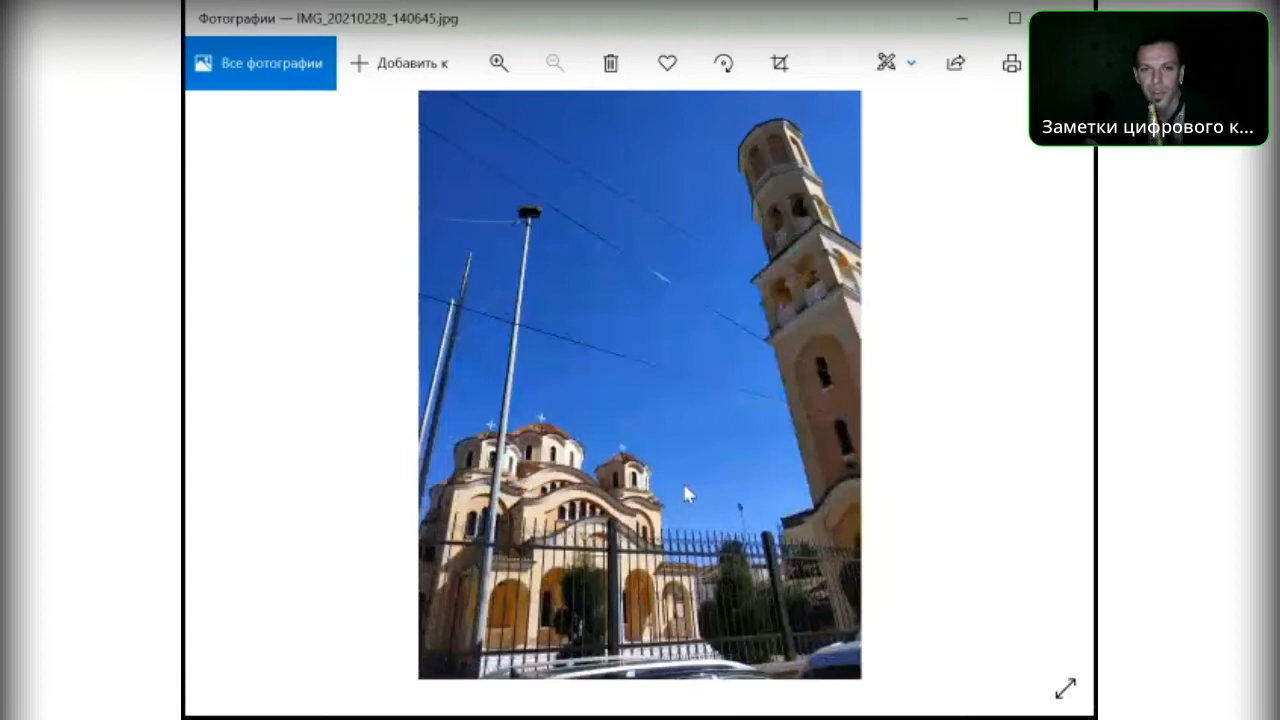 Фотографии — IMG_20210228_140645.jpg
Все фотографии
Добавить к
Заметки цифрового к...